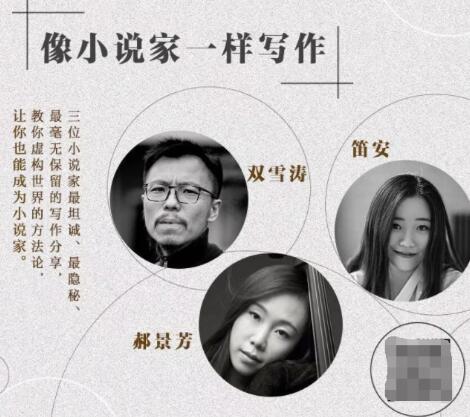 像小说家一样写作
三位小说家最坦诚、最隐秘、
最毫无保留的写作分享，
教你虚构世界的方法论，
让你也能成为小说家。
双雪涛
笛安
郝景芳